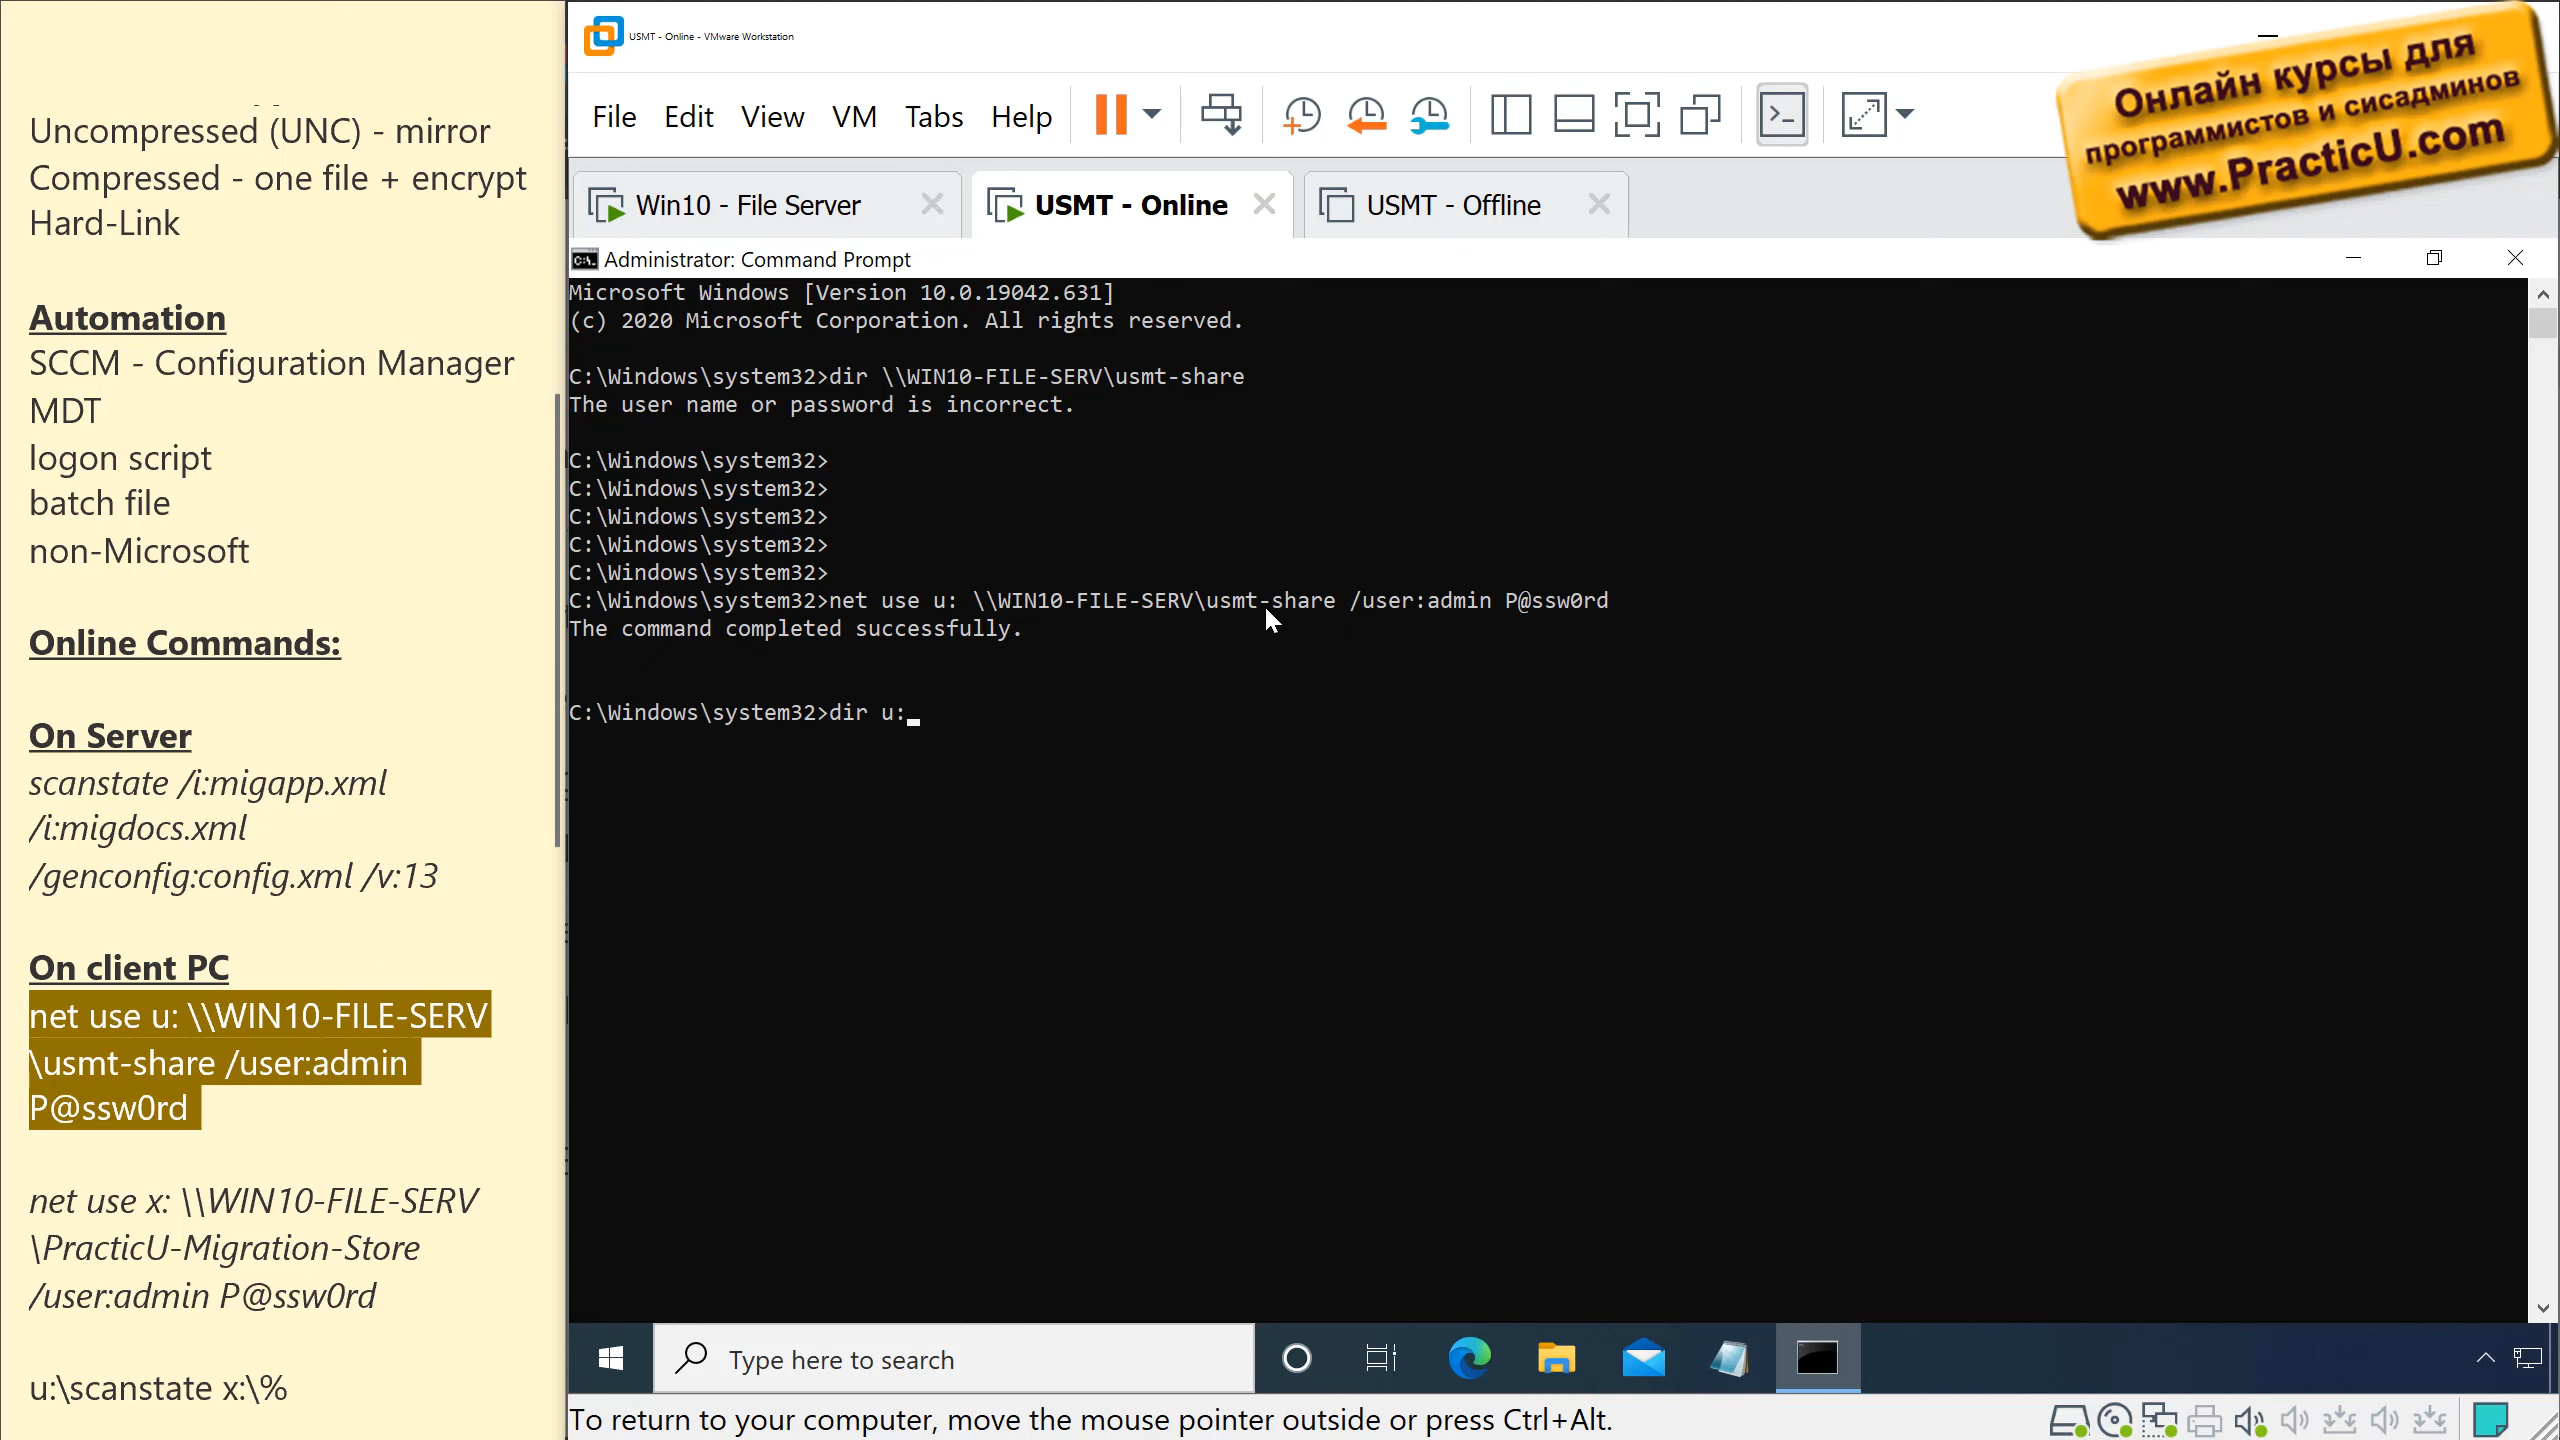 Uncompressed (UNC) - mirror
Compressed - one file + encrypt
Hard-Link
Automation
SCCM - Configuration Manager
MDT
logon script
batch file
non-Microsoft
Online Commands:
On Server
scanstate /i:migapp.xml
/i:migdocs.xml
/genconfig:config.xml /v:13
On client PC
net use u: \\WIN10-FILE-SERV
\usmt-share /user:admin
P@ssw0rd
net use x: \\WIN10-FILE-SERV
\PracticU-Migration-Store
/user:admin P@ssw0rd
u:\scanstate x:\%
USMT - Online - VMware Workstation
File Edit View VM Tabs Help
Win10 - File Server USMT - Online USMT - Offline
Онлайн курсы для
программистов и сисадминов
www.PracticU.com
Administrator: Command Prompt
Microsoft Windows [Version 10.0.19042.631]
(c) 2020 Microsoft Corporation. All rights reserved.
C:\Windows\system32>dir \\WIN10-FILE-SERV\usmt-share
The user name or password is incorrect.
C:\Windows\system32>
C:\Windows\system32>
C:\Windows\system32>
C:\Windows\system32>
C:\Windows\system32>
C:\Windows\system32>net use u: \\WIN10-FILE-SERV\usmt-share /user:admin P@ssw0rd
The command completed successfully.
C:\Windows\system32>dir u:
Type here to search
To return to your computer, move the mouse pointer outside or press Ctrl+Alt.